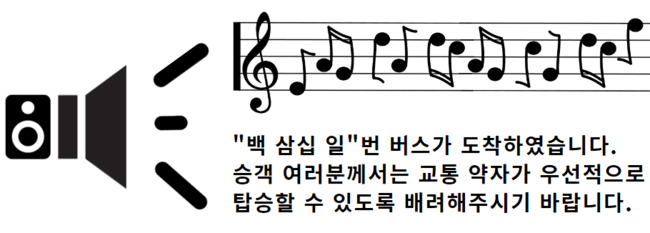 "백 삼십 일"번 버스가 도착하였습니다.
승객 여러분께서는 교통 약자가 우선적으로
탑승할 수 있도록 배려해주시기 바랍니다.